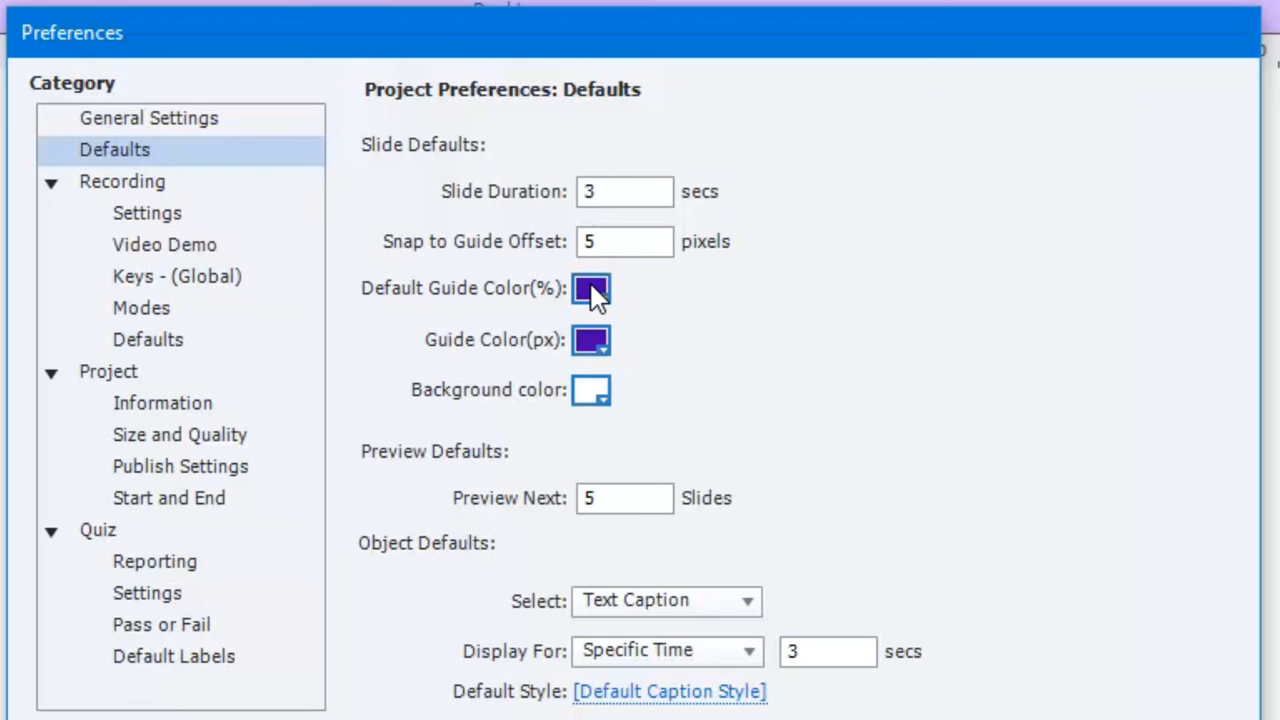 Preferences
Category
General Settings
Defaults
Recording
Settings
Video Demo
Keys - (Global)
Modes
Defaults
Project
Information
Size and Quality
Publish Settings
Start and End
Quiz
Reporting
Settings
Pass or Fail
Default Labels
Project Preferences: Defaults
Slide Defaults:
Slide Duration: 3 secs
Snap to Guide Offset: 5 pixels
Default Guide Color(%):
Guide Color(px):
Background color:
Preview Defaults:
Preview Next: 5 Slides
Object Defaults:
Select: Text Caption
Display For: Specific Time 3 secs
Default Style: [Default Caption Style]